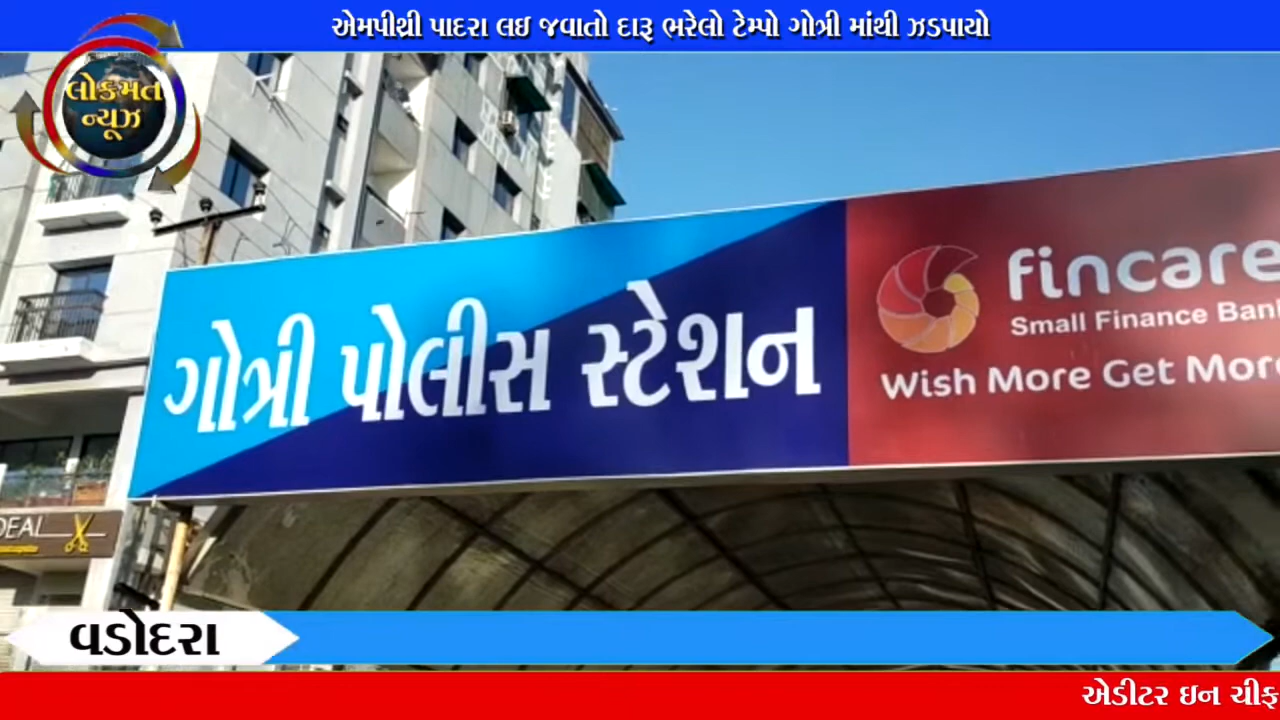 એમપીથી પાદરા લઇ જવાતો દારૂ ભરેલો ટેમ્પો ગોત્રી માંથી ઝડપાયો
લોકમત
ન્યૂઝ
ગોત્રી પોલીસ સ્ટેશન
fincare
Small Finance Ban
Wish More Get More
DEAL
વડોદરા
એડીટર ઇન ચીફ